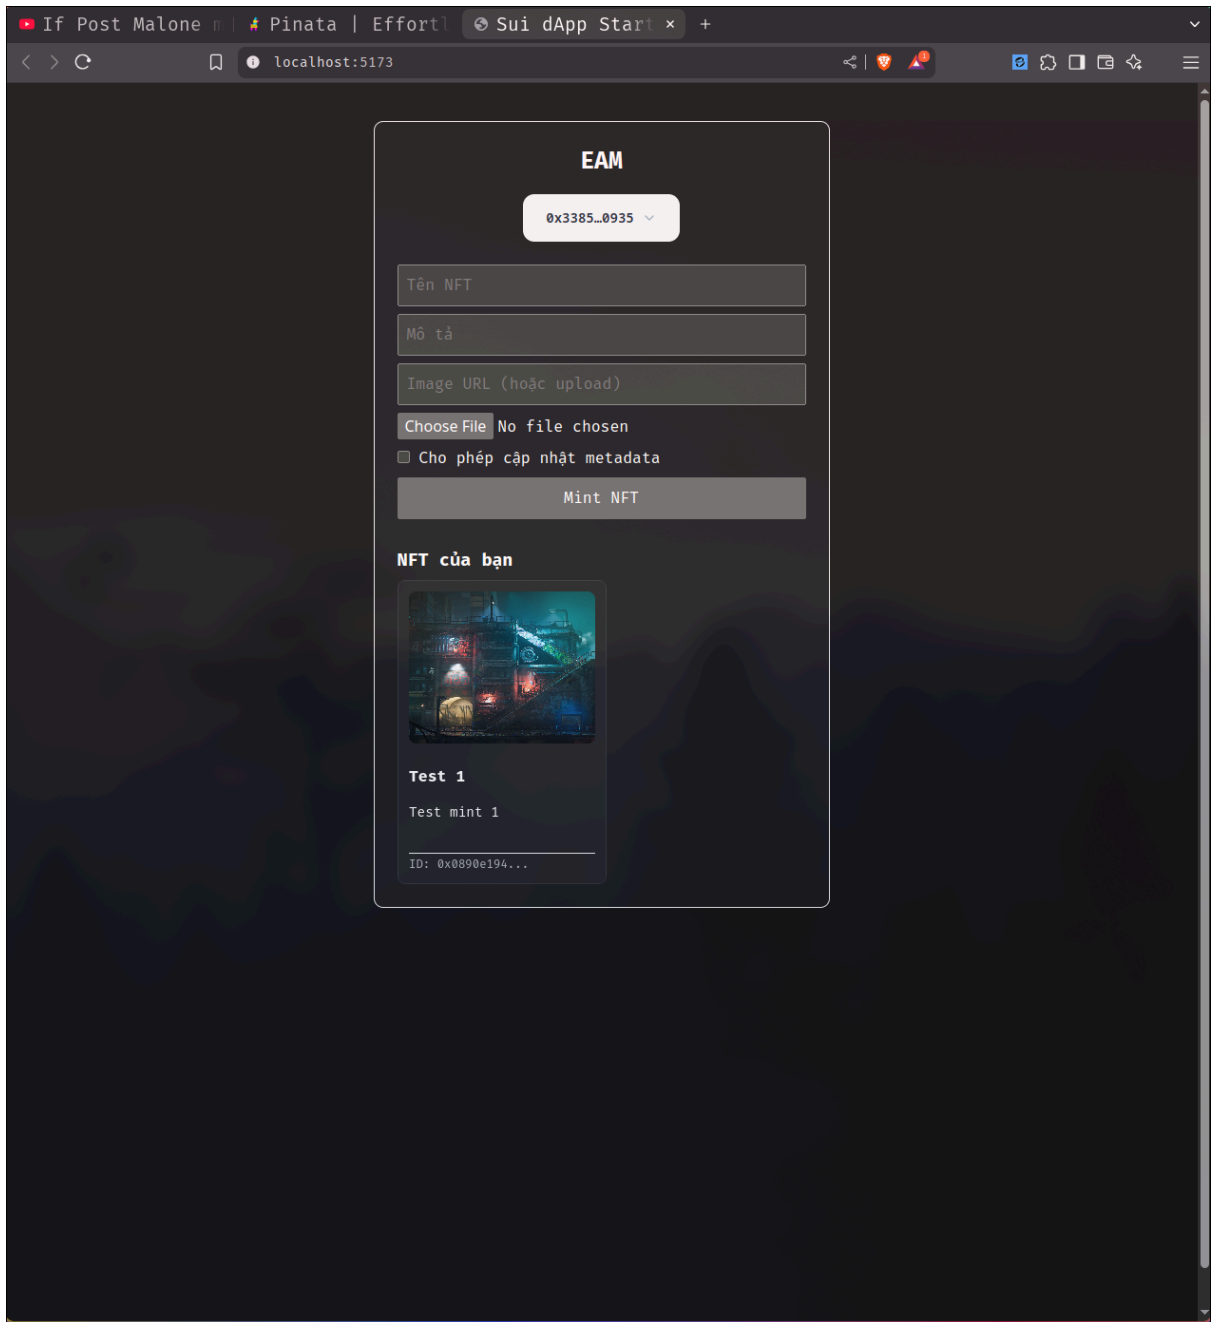 If Post Malone
Pinata | Effortl
Sui dApp Start
localhost:5173
EAM
0x3385…0935
Tên NFT
Mô tả
Image URL (hoặc upload)
Choose File No file chosen
Cho phép cập nhật metadata
Mint NFT
NFT của bạn
Test 1
Test mint 1
ID: 0x0890e194...